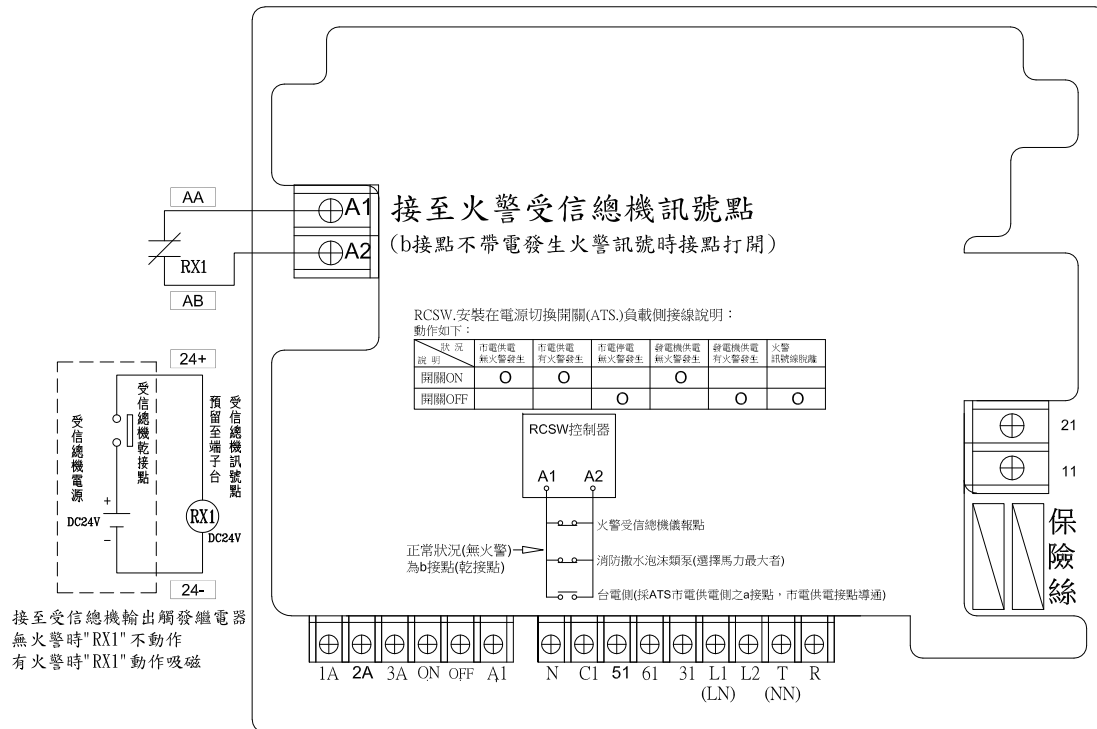 AA
RX1
AB
A1
A2
接至火警受信總機訊號點
(b接點不帶電發生火警訊號時接點打開)
RCSW.安裝在電源切換開關(ATS.)負載側接線說明：
動作如下：
狀況
說明
市電供電
無火警發生
市電供電
有火警發生
市電停電
無火警發生
發電機供電
無火警發生
發電機供電
有火警發生
火警
訊號線脫離
開關ON
O
O
O
開關OFF
O
O
O
RCSW控制器
A1
A2
火警受信總機儀報點
正常狀況(無火警)
為b接點(乾接點)
消防撒水泡沫類泵(選擇馬力最大者)
台電側(採ATS市電供電側之a接點，市電供電接點導通)
24+
受信總機電源
受信總機乾接點
預留至端子台
受信總機訊號點
+
DC24V
−
RX1
DC24V
24-
接至受信總機輸出觸發繼電器
無火警時"RX1"不動作
有火警時"RX1"動作吸磁
21
11
保險絲
1A
2A
3A
ON
OFF
A1
N
C1
51
61
31
L1
(LN)
L2
T
(NN)
R